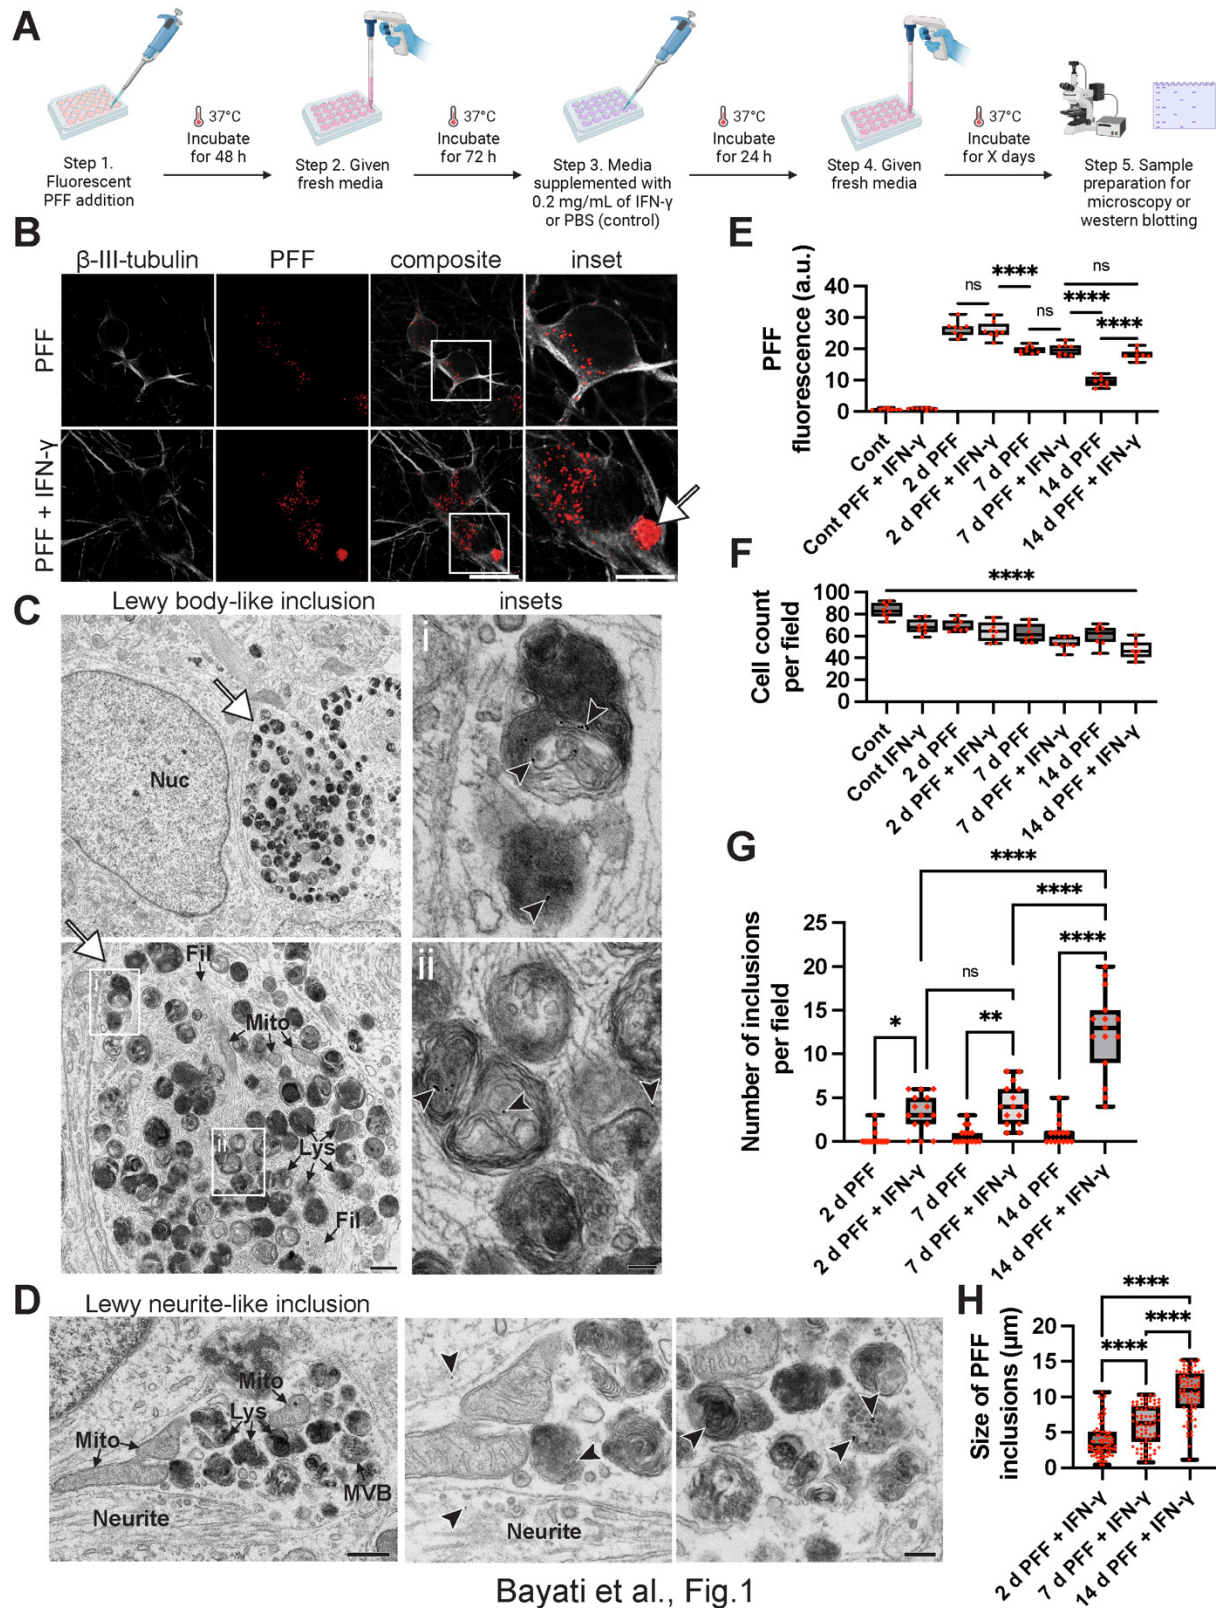 A
37°C
Incubate
for 48 h
37°C
Incubate
for 72 h
37°C
Incubate
for 24 h
37°C
Incubate
for X days
Step 1.
Fluorescent
PFF addition
Step 2. Given
fresh media
Step 3. Media
supplemented with
0.2 mg/mL of IFN-γ
or PBS (control)
Step 4. Given
fresh media
Step 5. Sample
preparation for
microscopy or
western blotting
B
β-III-tubulin
PFF
composite
inset
PFF
PFF + IFN-γ
C
Lewy body-like inclusion
insets
Nuc
i
Fil
i
Mito
Lys
ii
Fil
ii
D
Lewy neurite-like inclusion
Mito
Lys
Mito
MVB
Neurite
Neurite
E
PFF
fluorescence (a.u.)
40
30
20
10
0
ns
****
ns
ns
****
****
Cont
Cont PFF + IFN-γ
2 d PFF
2 d PFF + IFN-γ
7 d PFF
7 d PFF + IFN-γ
14 d PFF
14 d PFF + IFN-γ
F
Cell count
per field
100
80
60
40
20
0
****
Cont
Cont IFN-γ
2 d PFF
2 d PFF + IFN-γ
7 d PFF
7 d PFF + IFN-γ
14 d PFF
14 d PFF + IFN-γ
G
Number of inclusions
per field
25
20
15
10
5
0
****
****
****
ns
*
**
2 d PFF
2 d PFF + IFN-γ
7 d PFF
7 d PFF + IFN-γ
14 d PFF
14 d PFF + IFN-γ
H
Size of PFF
inclusions (µm)
20
15
10
5
0
****
****
****
2 d PFF + IFN-γ
7 d PFF + IFN-γ
14 d PFF + IFN-γ
Bayati et al., Fig.1